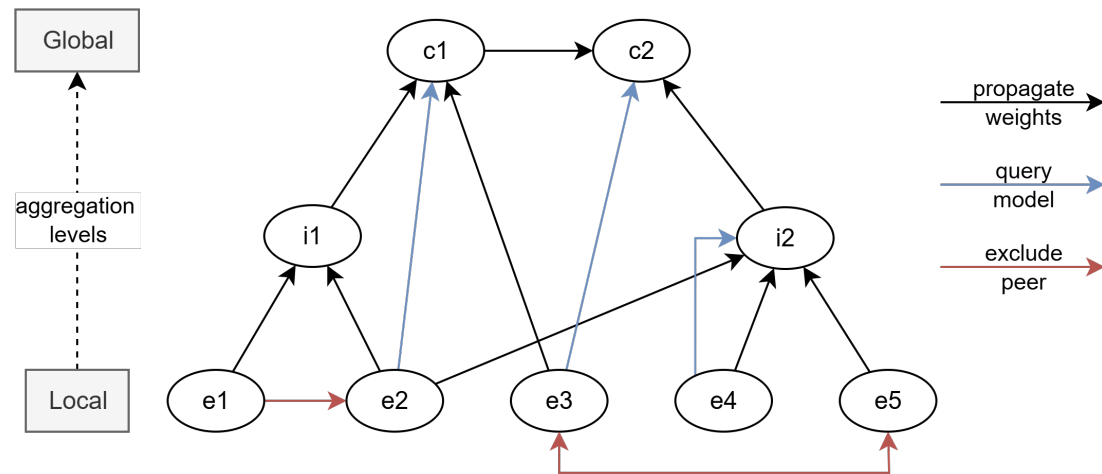 Global
c1
c2
propagate
weights
aggregation
levels
query
model
i1
i2
exclude
peer
Local
e1
e2
e3
e4
e5